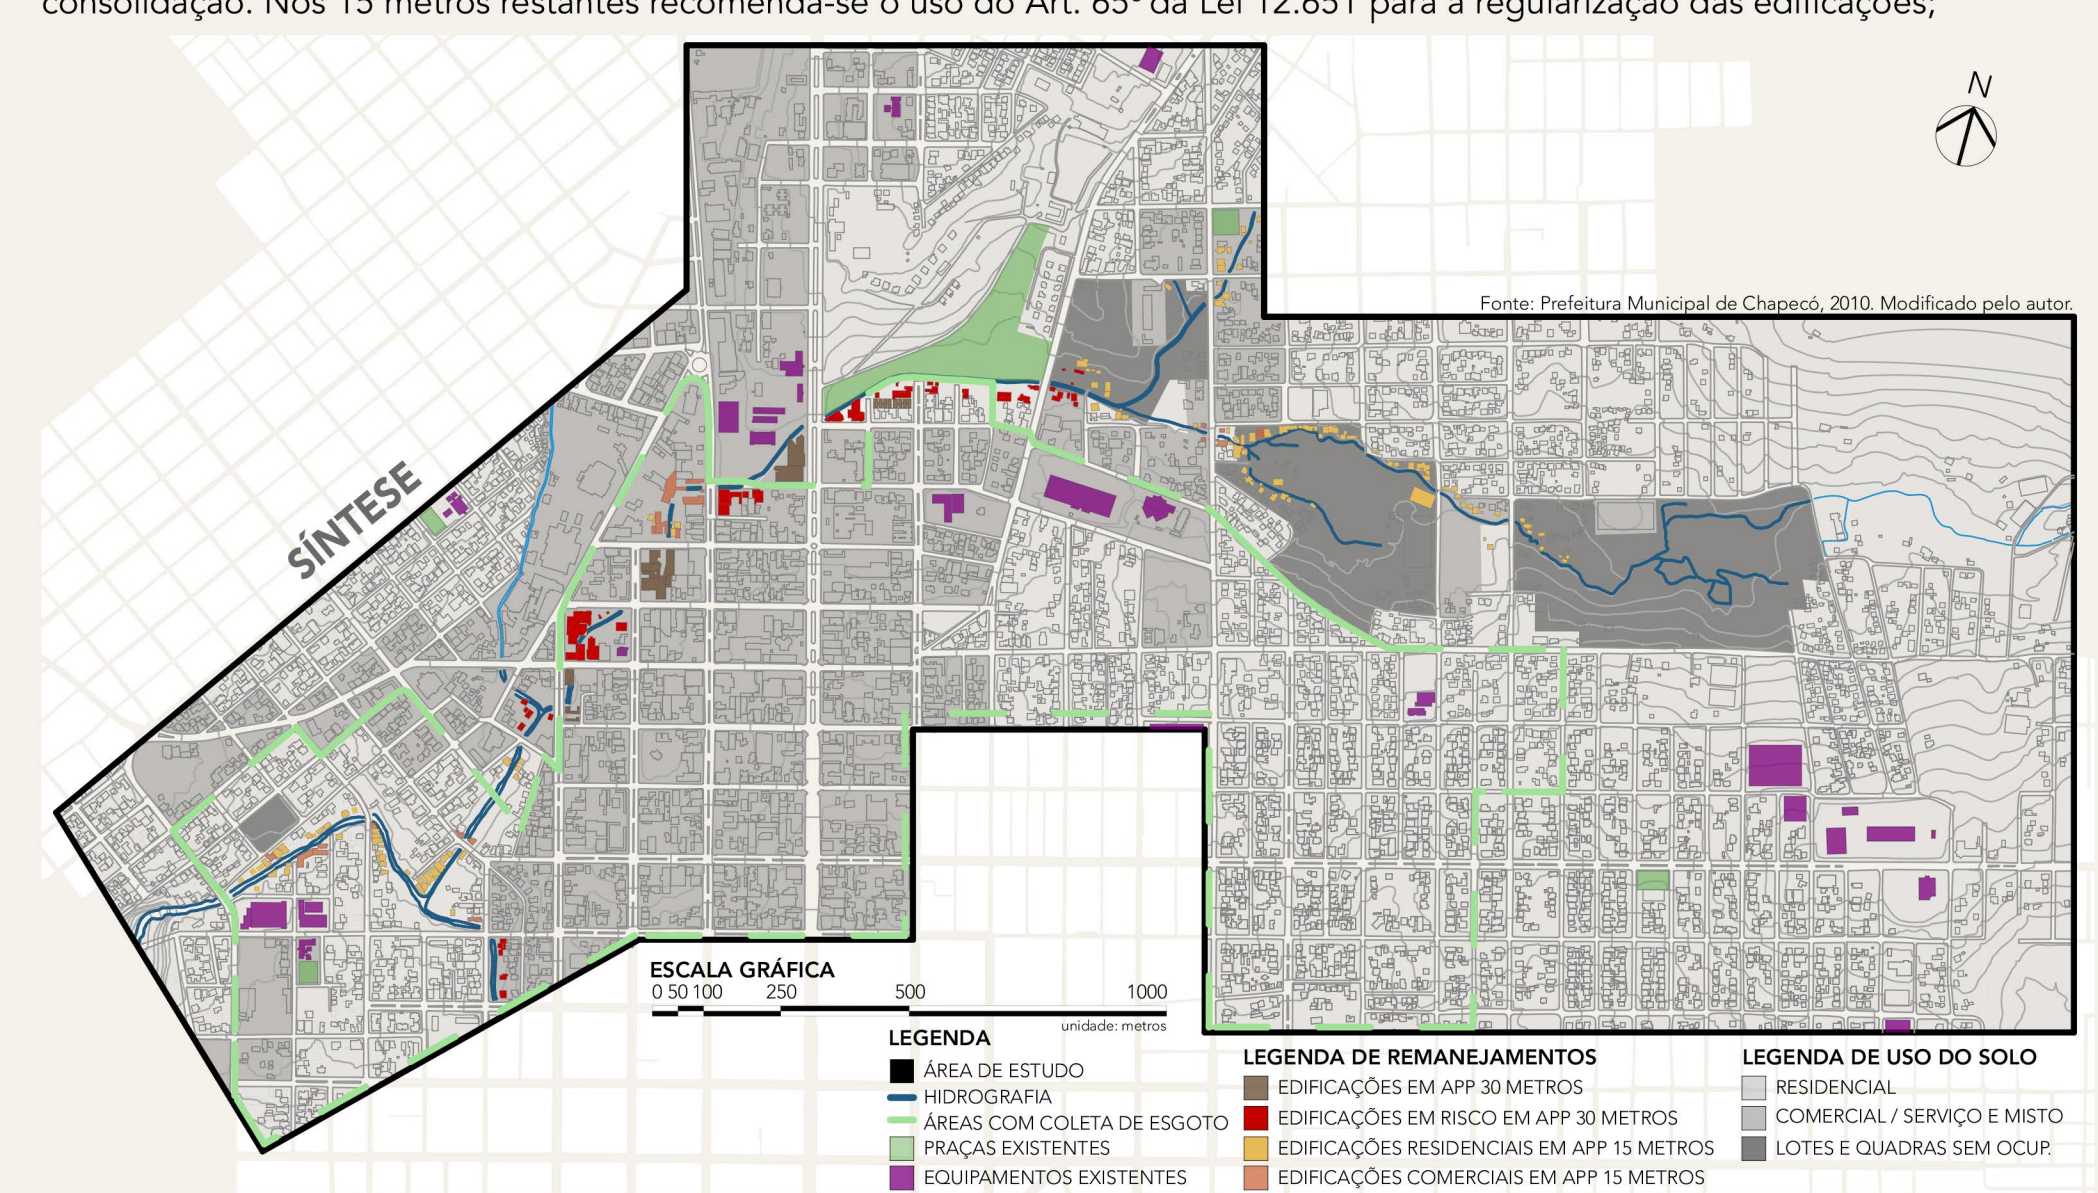 consolidação. Nos 15 metros restantes recomenda-se o uso do Art. 65º da Lei 12.651 para a regularização das edificações;
N
Fonte: Prefeitura Municipal de Chapecó, 2010. Modificado pelo autor.
SÍNTESE
ESCALA GRÁFICA
0 50 100 250 500 1000
unidade: metros
LEGENDA
ÁREA DE ESTUDO
HIDROGRAFIA
ÁREAS COM COLETA DE ESGOTO
PRAÇAS EXISTENTES
EQUIPAMENTOS EXISTENTES
LEGENDA DE REMANEJAMENTOS
EDIFICAÇÕES EM APP 30 METROS
EDIFICAÇÕES EM RISCO EM APP 30 METROS
EDIFICAÇÕES RESIDENCIAIS EM APP 15 METROS
EDIFICAÇÕES COMERCIAIS EM APP 15 METROS
LEGENDA DE USO DO SOLO
RESIDENCIAL
COMERCIAL / SERVIÇO E MISTO
LOTES E QUADRAS SEM OCUP.